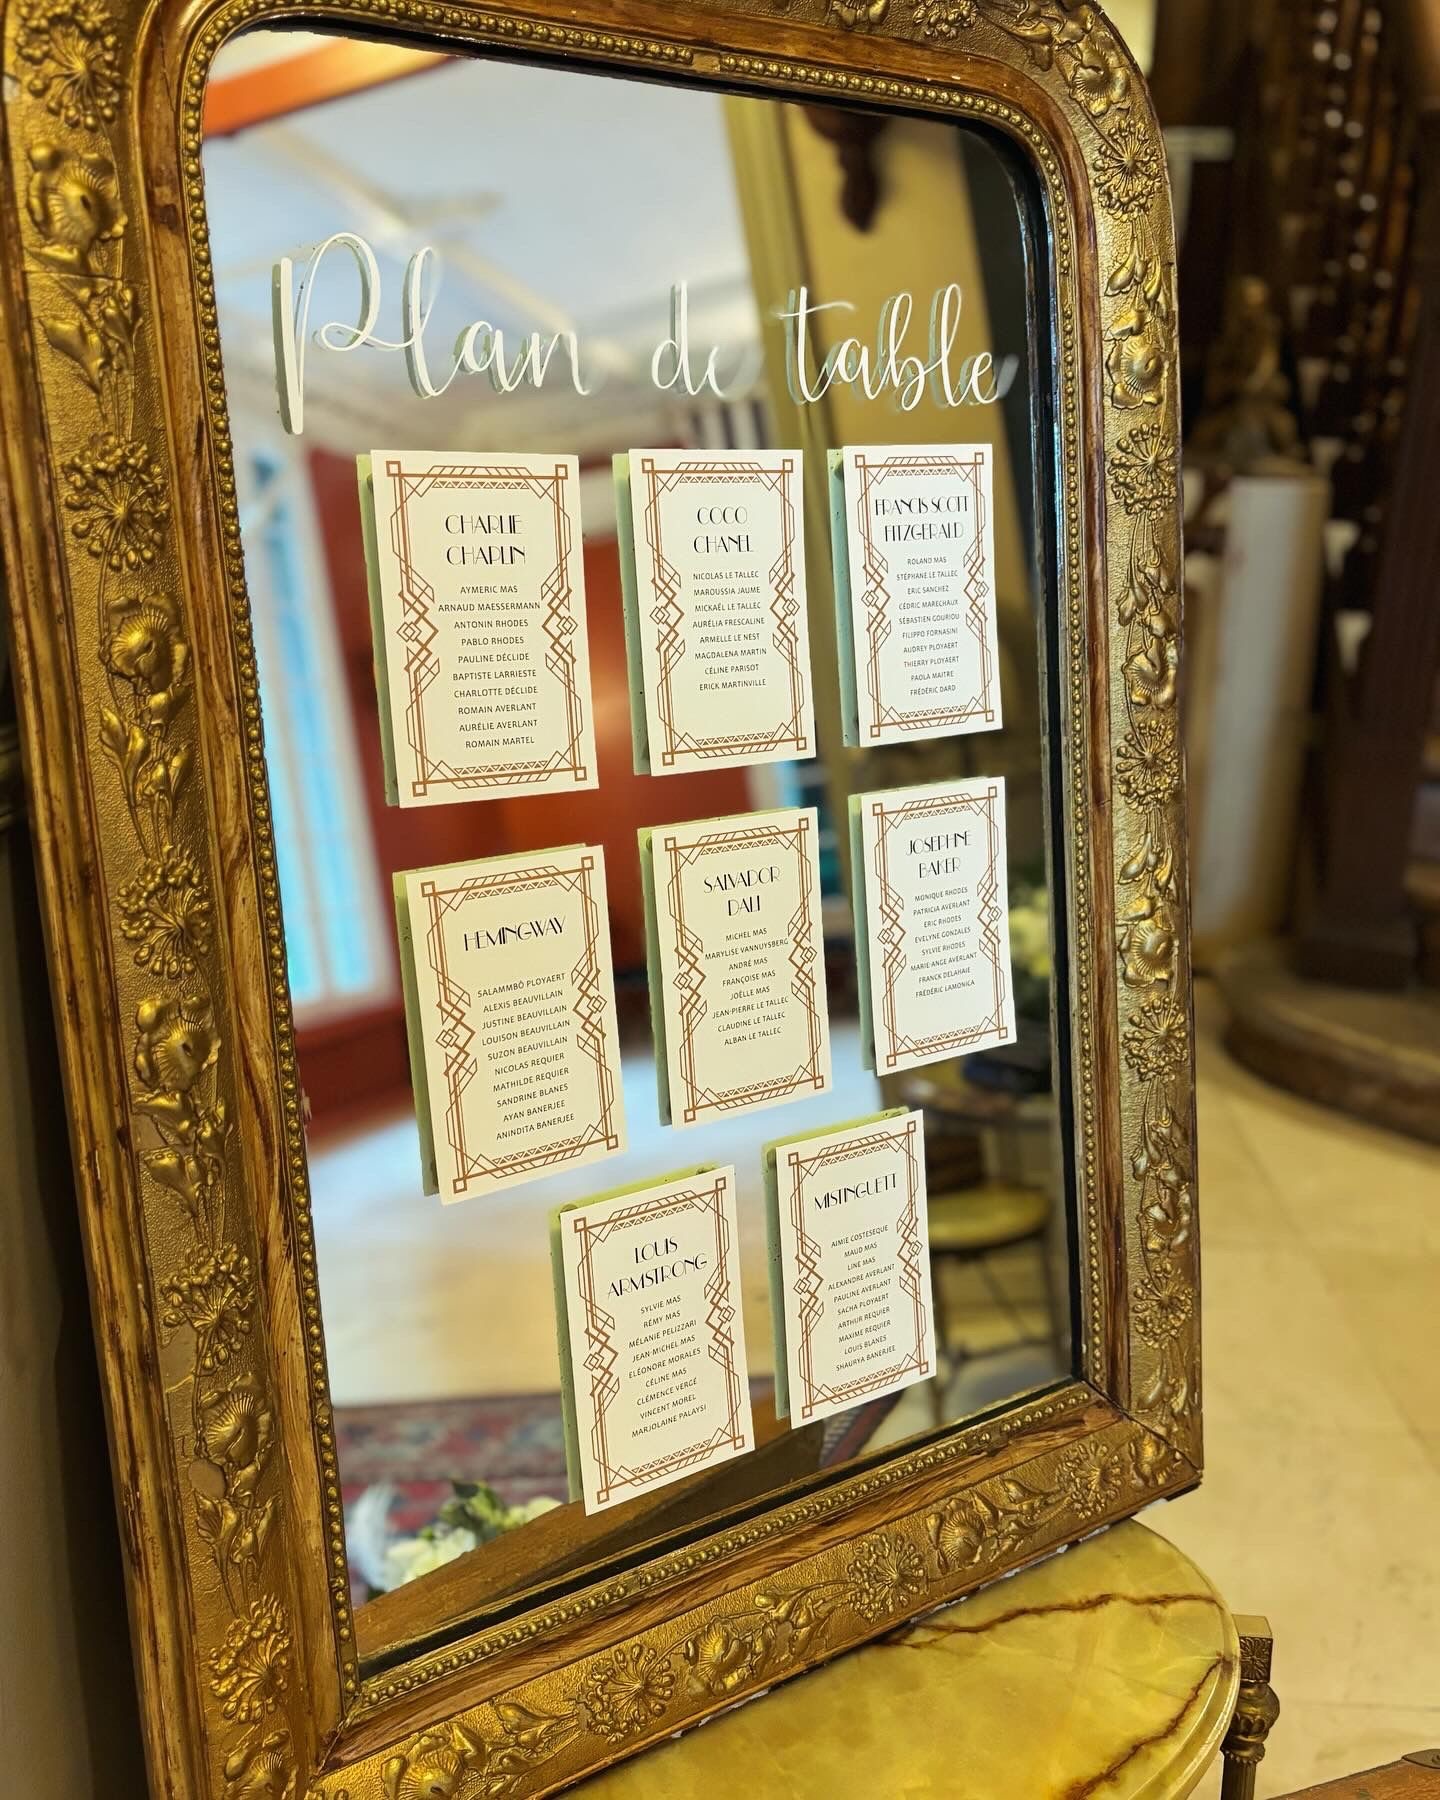 Plan de table
CHARLIE
CHAPLIN
AYMERIC MAS
ARNAUD MAESSERMANN
ANTONIN RHODES
PABLO RHODES
PAULINE DÉCLIDE
BAPTISTE LARRIESTE
CHARLOTTE DÉCLIDE
ROMAIN AVERLANT
AURÉLIE AVERLANT
ROMAIN MARTEL
COCO
CHANEL
NICOLAS LE TALLEC
MAROUSSIA JAUME
MICKAËL LE TALLEC
AURÉLIA FRESCALINE
ARMELLE LE NEST
MAGDALENA MARTIN
CÉLINE PARISOT
ERICK MARTINVILLE
FRANCIS SCOTT
FITZGERALD
ROLAND MAS
STÉPHANE LE TALLEC
ERIC SANCHEZ
CÉDRIC MARECHAUX
SÉBASTIEN GOURIOU
FILIPPO FORNASINI
AUDREY PLOYAERT
THIERRY PLOYAERT
PAOLA MAITRE
FRÉDÉRIC DARD
HEMINGWAY
SALAMMBÔ PLOYAERT
ALEXIS BEAUVILLAIN
JUSTINE BEAUVILLAIN
LOUISON BEAUVILLAIN
SUZON BEAUVILLAIN
NICOLAS REQUIER
MATHILDE REQUIER
SANDRINE BLANES
AYAN BANERJEE
ANINDITA BANERJEE
SALVADOR
DALI
MICHEL MAS
MARYLISE VANNUYSBERG
ANDRÉ MAS
FRANÇOISE MAS
JOËLLE MAS
JEAN-PIERRE LE TALLEC
CLAUDINE LE TALLEC
ALBAN LE TALLEC
JOSEPHINE
BAKER
MONIQUE RHODES
PATRICIA AVERLANT
ERIC RHODES
EVELYNE GONZALES
SYLVIE RHODES
MARIE-ANGE AVERLANT
FRANCK DELAHAIE
FRÉDÉRIC LAMONICA
LOUIS
ARMSTRONG
SYLVIE MAS
RÉMY MAS
MÉLANIE PELIZZARI
JEAN-MICHEL MAS
ELÉONORE MORALES
CÉLINE MAS
CLÉMENCE VERGÉ
VINCENT MOREL
MARJOLAINE PALAYSI
MISTINGUETT
AIMIE COSTESEQUE
MAUD MAS
LINE MAS
ALEXANDRE AVERLANT
PAULINE AVERLANT
SACHA PLOYAERT
ARTHUR REQUIER
MAXIME REQUIER
LOUIS BLANES
SHAURYA BANERJEE